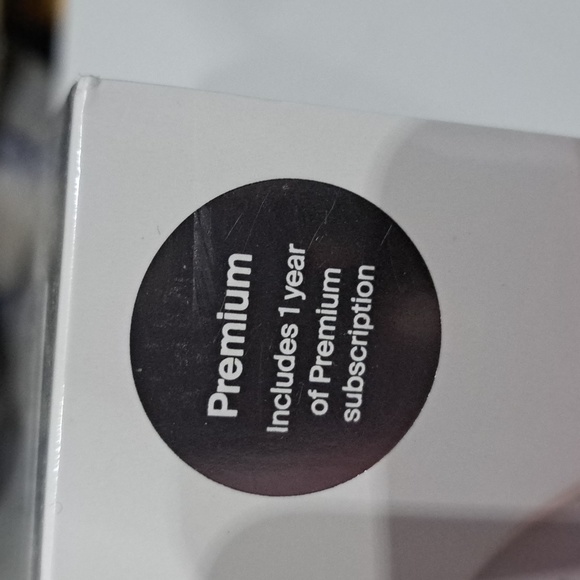 Premium
Includes 1 year
of Premium
subscription